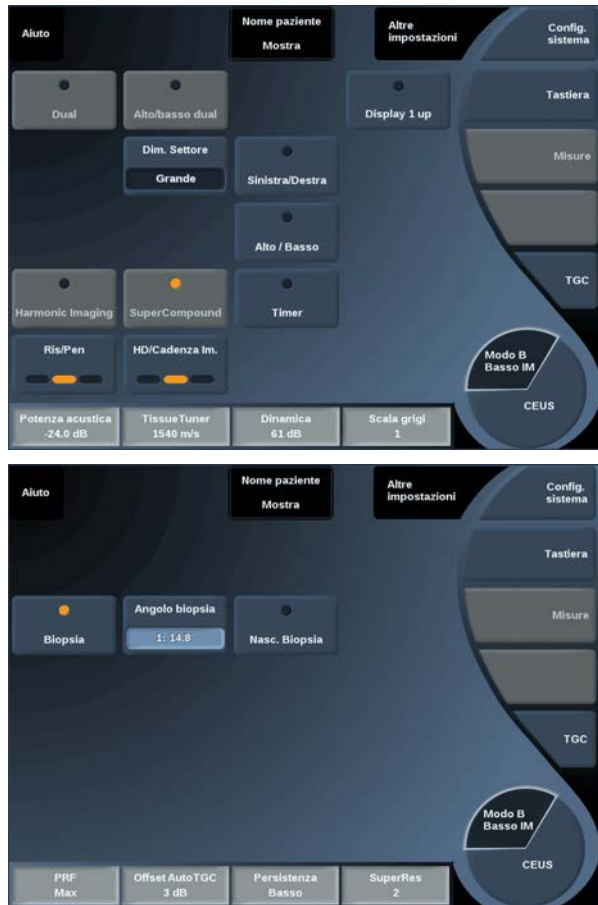 Aiuto
Nome paziente
Mostra
Altre
impostazioni
Config.
sistema
Dual
Alto/basso dual
Display 1 up
Tastiera
Dim. Settore
Grande
Sinistra/Destra
Misure
Alto / Basso
Harmonic Imaging
SuperCompound
Timer
TGC
Ris/Pen
HD/Cadenza Im.
Modo B
Basso IM
CEUS
Potenza acustica
-24.0 dB
TissueTuner
1540 m/s
Dinamica
61 dB
Scala grigi
1
Aiuto
Nome paziente
Mostra
Altre
impostazioni
Config.
sistema
Tastiera
Biopsia
Angolo biopsia
1: 14.8°
Nasc. Biopsia
Misure
TGC
Modo B
Basso IM
CEUS
PRF
Max
Offset AutoTGC
3 dB
Persistenza
Basso
SuperRes
2